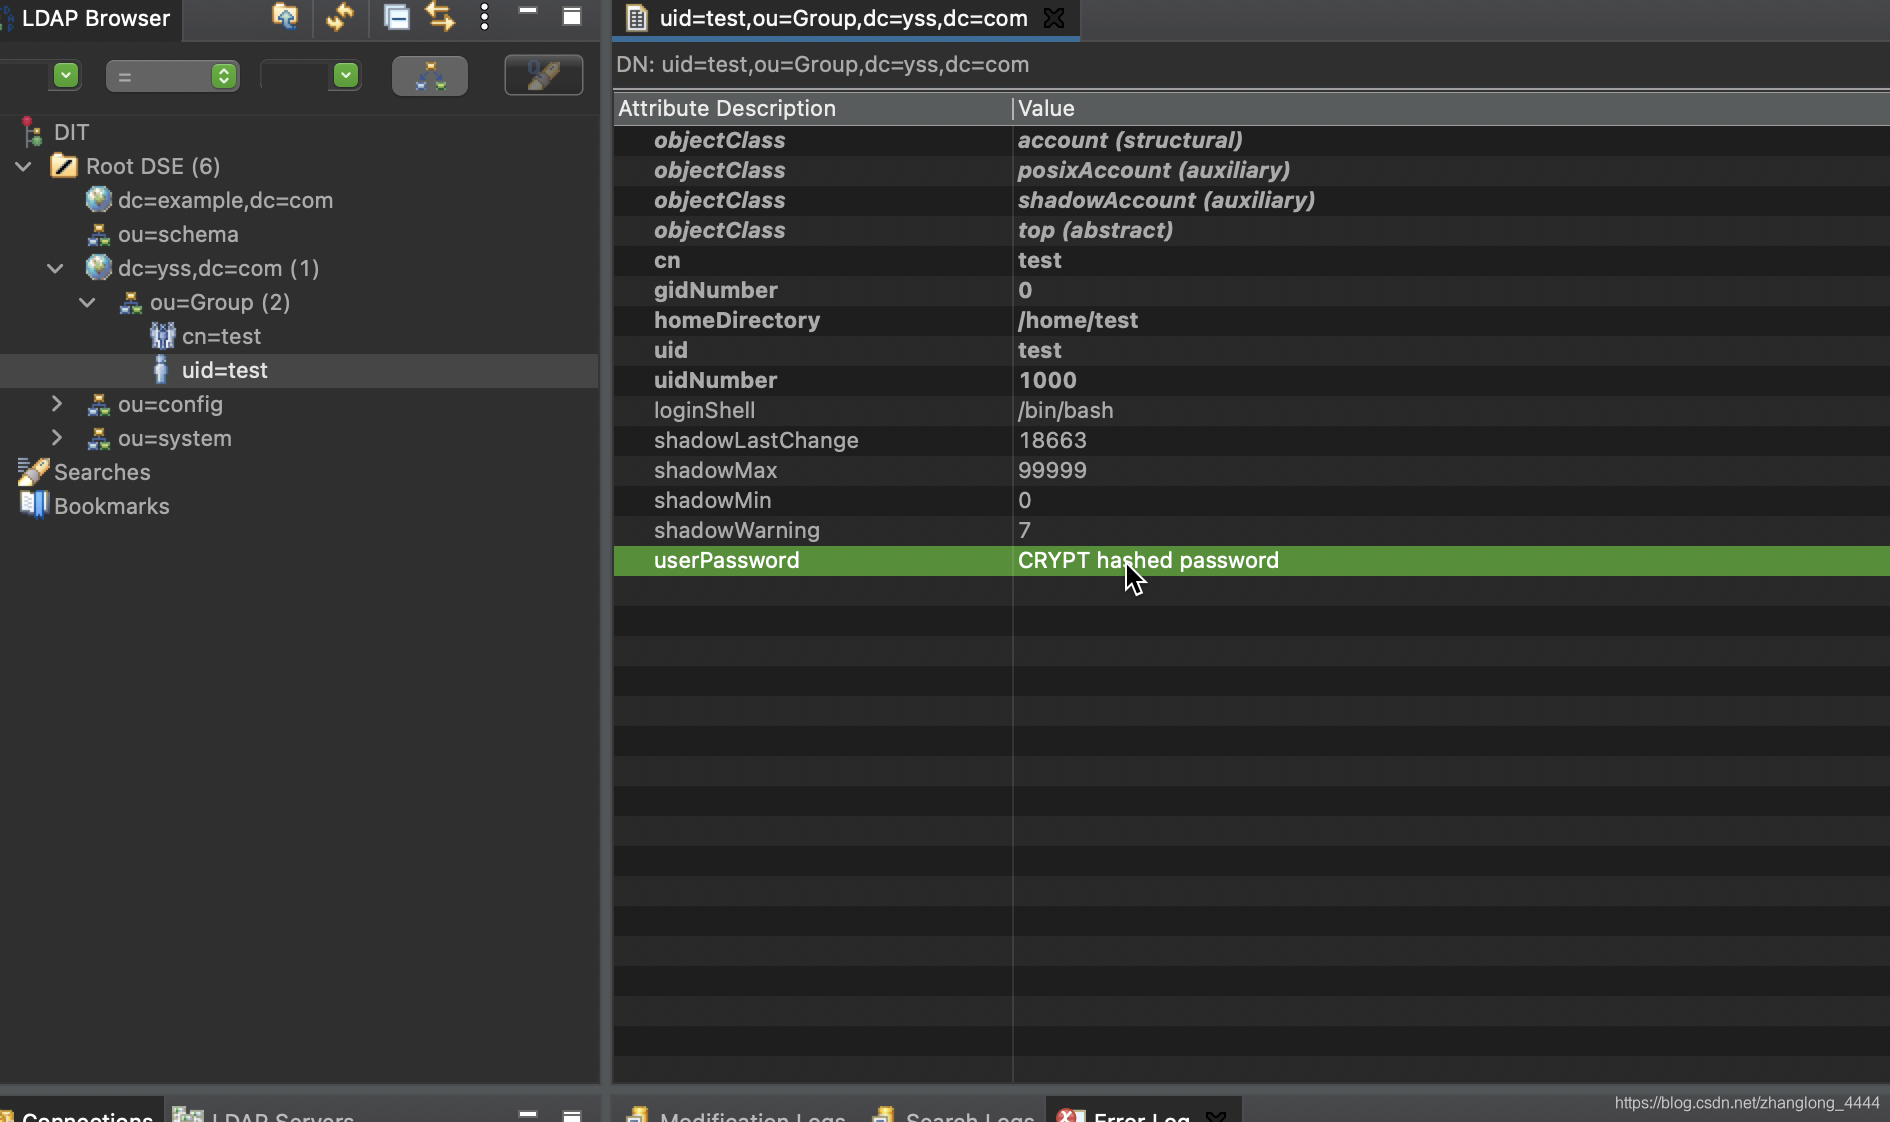 LDAP Browser
=
DIT
Root DSE (6)
dc=example,dc=com
ou=schema
dc=yss,dc=com (1)
ou=Group (2)
cn=test
uid=test
ou=config
ou=system
Searches
Bookmarks
Connections
LDAP Servers
uid=test,ou=Group,dc=yss,dc=com
DN: uid=test,ou=Group,dc=yss,dc=com
Attribute Description Value
objectClass account (structural)
objectClass posixAccount (auxiliary)
objectClass shadowAccount (auxiliary)
objectClass top (abstract)
cn test
gidNumber 0
homeDirectory /home/test
uid test
uidNumber 1000
loginShell /bin/bash
shadowLastChange 18663
shadowMax 99999
shadowMin 0
shadowWarning 7
userPassword CRYPT hashed password
Modification Logs
Search Logs
Error Log
https://blog.csdn.net/zhanglong_4444